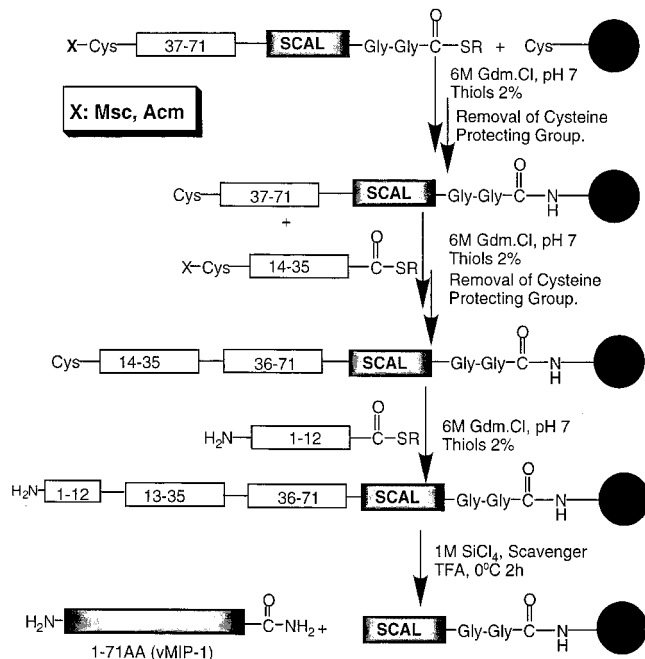 X–Cys 37-71 SCAL Gly-Gly–C–SR + Cys
O
6M Gdm.Cl, pH 7
Thiols 2%
X: Msc, Acm
Removal of Cysteine
Protecting Group.
O
Cys 37-71 SCAL Gly-Gly–C–N
H
+
O
6M Gdm.Cl, pH 7
X–Cys 14-35 C–SR
Thiols 2%
Removal of Cysteine
Protecting Group.
O
Cys 14-35 36-71 SCAL Gly-Gly–C–N
H
O
H2N 1-12 C–SR
6M Gdm.Cl, pH 7
Thiols 2%
O
H2N 1-12 13-35 36-71 SCAL Gly-Gly–C–N
H
1M SiCl4, Scavenger
TFA, 0ºC 2h
O
O
H2N C–NH2 + SCAL Gly-Gly–C–N
H
1-71AA (vMIP-1)